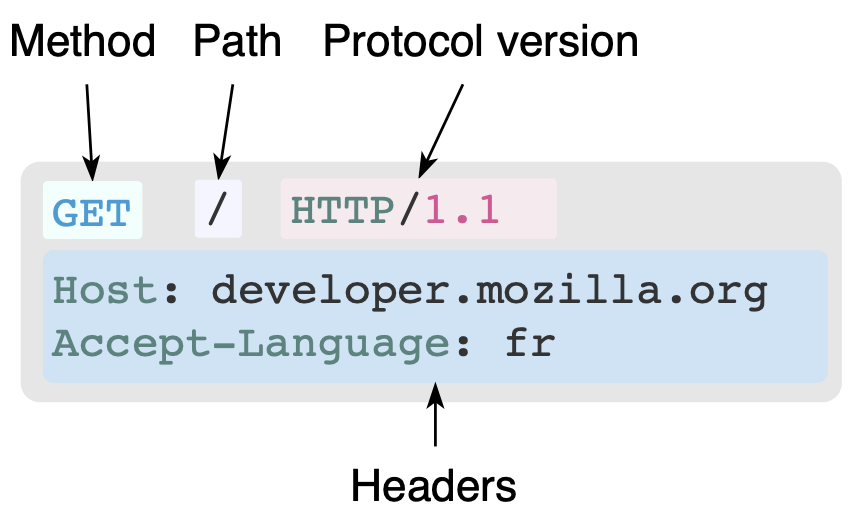 Method Path Protocol version
GET / HTTP/1.1
Host: developer.mozilla.org
Accept-Language: fr
Headers